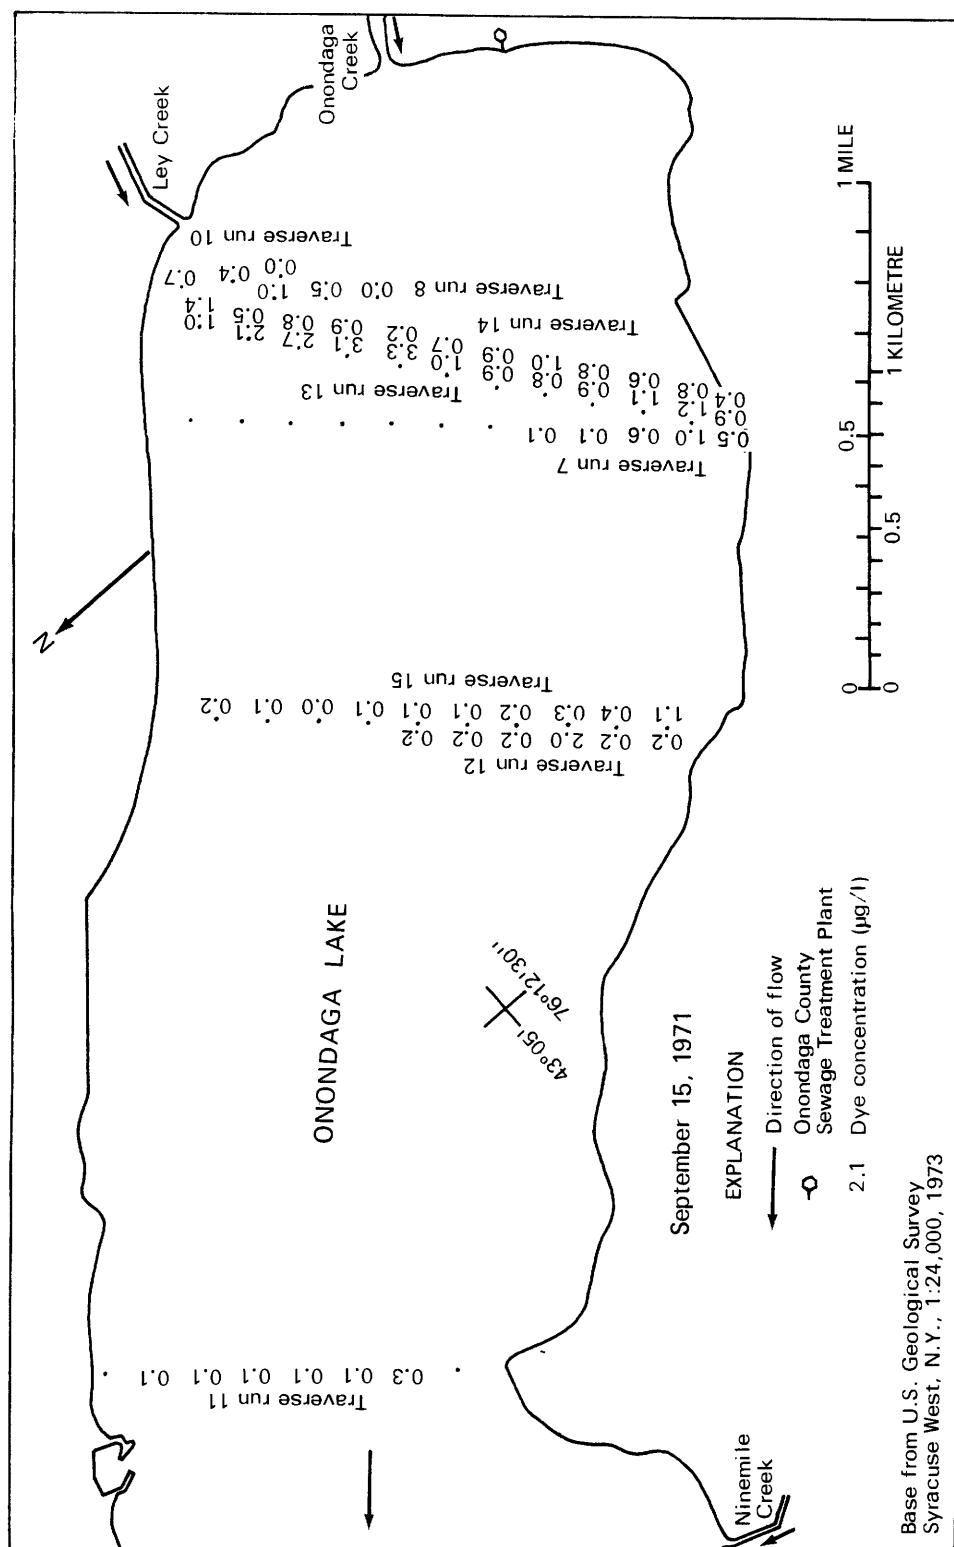 Onondaga
Creek
Ley Creek
Traverse run 10
0.0 0.4 0.7
Traverse run 8
0.0 0.5 1.0 1.4
Traverse run 14
0.4 0.8 0.6 0.8 1.0 0.9 0.7 0.2 0.9 0.8 0.5 1.0
Traverse run 13
0.9 1.2 1.1 0.9 0.8 0.9 1.0 3.3 3.1 2.7 2.1
Traverse run 7
0.5 1.0 0.6 0.1 0.1
N
Traverse run 15
1.1 0.4 0.3 0.2 0.1 0.1 0.1 0.0 0.1 0.2
Traverse run 12
0.2 0.2 2.0 0.2 0.2 0.2
ONONDAGA LAKE
43°05'
76°12'30''
Traverse run 11
0.3 0.1 0.1 0.1 0.1 0.1
Ninemile
Creek
September 15, 1971
EXPLANATION
Direction of flow
Onondaga County
Sewage Treatment Plant
2.1 Dye concentration (µg/l)
0 0.5 1 MILE
0 0.5 1 KILOMETRE
Base from U.S. Geological Survey
Syracuse West, N.Y., 1:24,000, 1973